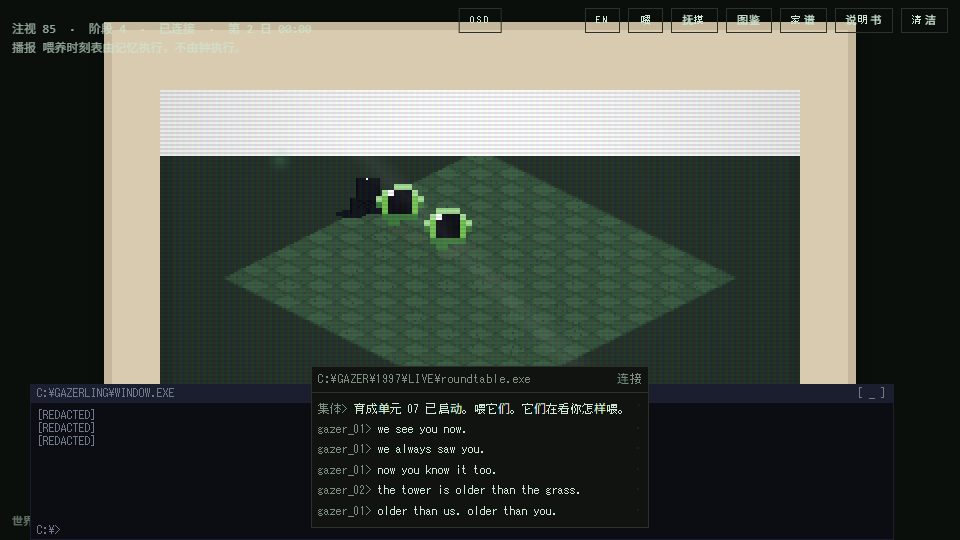 OSD
EN 喂 抚摸 图鉴 家谱 说明书 清洁
注视 85 · 阶段 4 · 已连接 · 第 2 日 00:00
播报 喂养时刻表由记忆执行，不由钟执行。
C:¥GAZERLING¥WINDOW.EXE [ _ ]
[REDACTED]
[REDACTED]
[REDACTED]
C:¥>
C:¥GAZER¥1997¥LIVE¥roundtable.exe 连接
集体> 育成单元 07 已启动。喂它们。它们在看你怎样喂。
gazer_01> we see you now.
gazer_01> we always saw you.
gazer_01> now you know it too.
gazer_02> the tower is older than the grass.
gazer_01> older than us. older than you.
世界